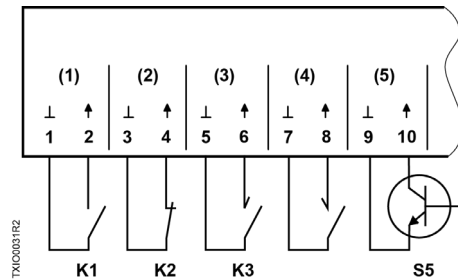 (1) (2) (3) (4) (5)
1 2 3 4 5 6 7 8 9 10
K1 K2 K3 S5
TXIO0031R2